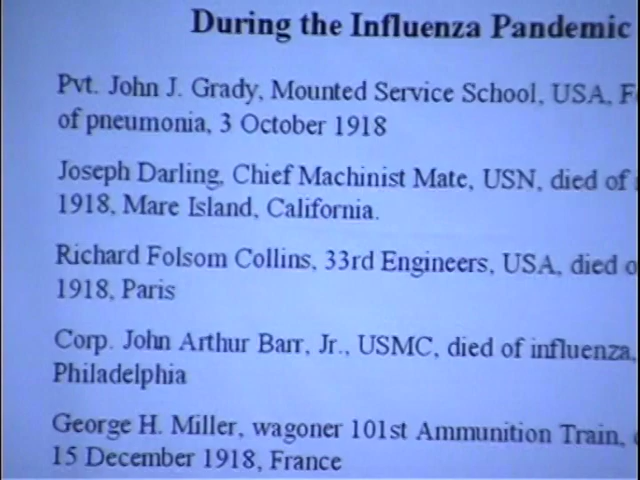 During the Influenza Pandemic
Pvt. John J. Grady, Mounted Service School, USA,
of pneumonia, 3 October 1918
Joseph Darling, Chief Machinist Mate, USN, died of
1918, Mare Island, California.
Richard Folsom Collins, 33rd Engineers, USA, died
1918, Paris
Corp. John Arthur Barr, Jr., USMC, died of influenza,
Philadelphia
George H. Miller, wagoner 101st Ammunition Train,
15 December 1918, France